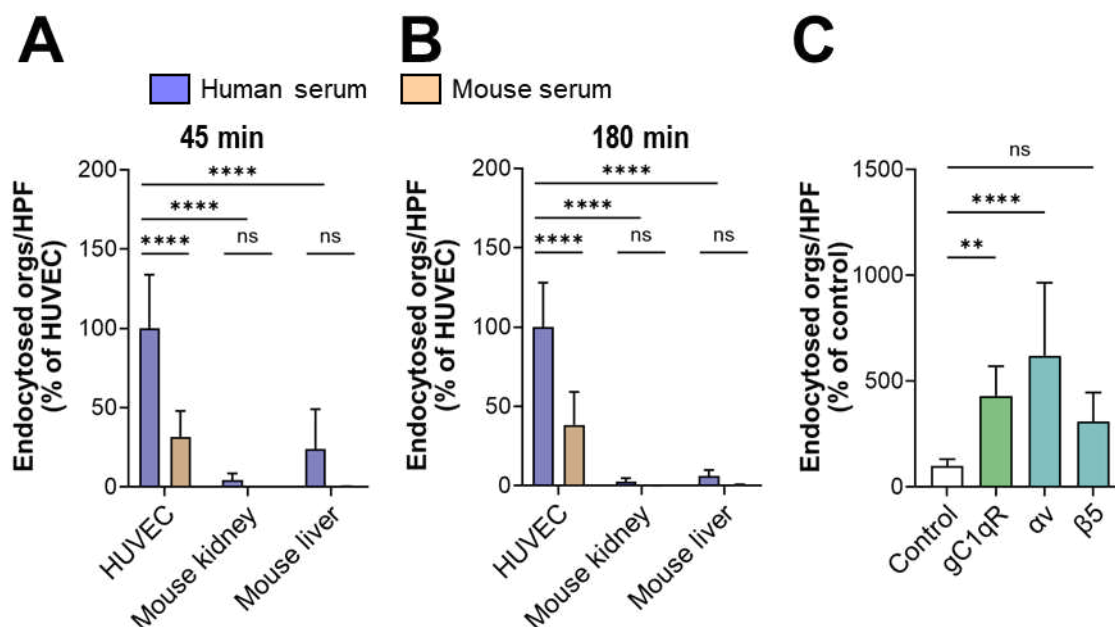 A
B
C
Human serum
Mouse serum
45 min
Endocytosed orgs/HPF
(% of HUVEC)
200
150
100
50
0
****
****
****
ns
ns
HUVEC
Mouse kidney
Mouse liver
180 min
Endocytosed orgs/HPF
(% of HUVEC)
200
150
100
50
0
****
****
****
ns
ns
HUVEC
Mouse kidney
Mouse liver
Endocytosed orgs/HPF
(% of control)
1500
1000
500
0
ns
****
**
Control
gC1qR
αv
β5